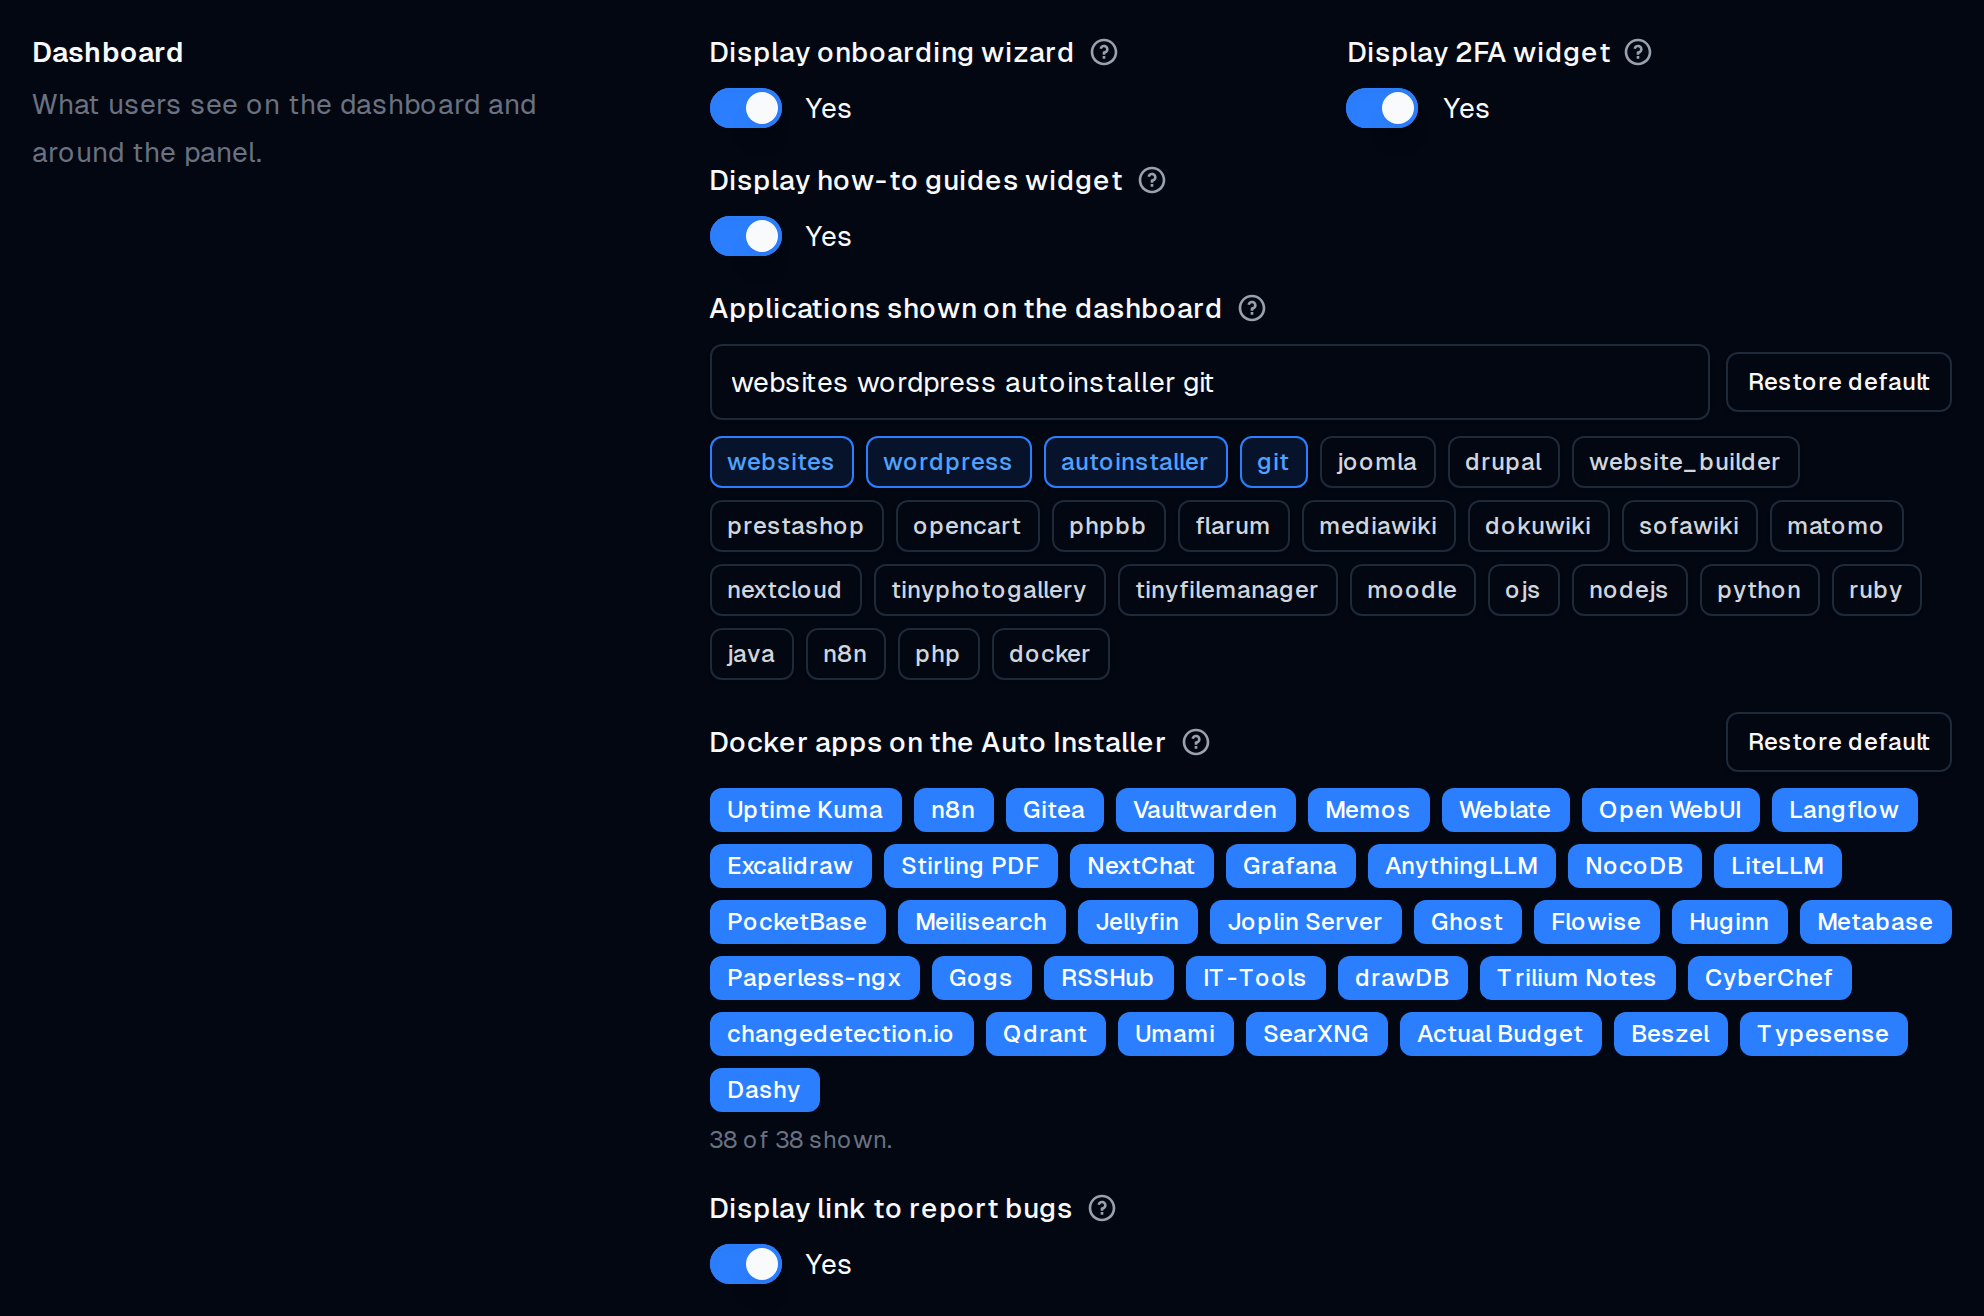 Dashboard
What users see on the dashboard and
around the panel.
Display onboarding wizard
Display 2FA widget
Yes
Yes
Display how-to guides widget
Yes
Applications shown on the dashboard
websites wordpress autoinstaller git
Restore default
websites wordpress autoinstaller git joomla drupal website_builder
prestashop opencart phpbb flarum mediawiki dokuwiki sofawiki matomo
nextcloud tinyphotogallery tinyfilemanager moodle ojs nodejs python ruby
java n8n php docker
Docker apps on the Auto Installer
Restore default
Uptime Kuma n8n Gitea Vaultwarden Memos Weblate Open WebUI Langflow
Excalidraw Stirling PDF NextChat Grafana AnythingLLM NocoDB LiteLLM
PocketBase Meilisearch Jellyfin Joplin Server Ghost Flowise Huginn Metabase
Paperless-ngx Gogs RSSHub IT-Tools drawDB Trilium Notes CyberChef
changedetection.io Qdrant Umami SearXNG Actual Budget Beszel Typesense
Dashy
38 of 38 shown.
Display link to report bugs
Yes